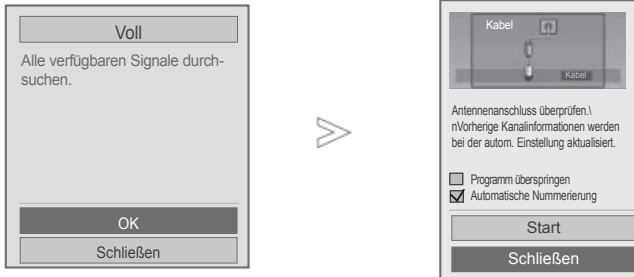 Voll
Alle verfügbaren Signale durch-
suchen.
OK
Schließen
Kabel
Kabel
Antennenanschluss überprüfen.\
nVorherige Kanalinformationen werden
bei der autom. Einstellung aktualisiert.
Programm überspringen
Automatische Nummerierung
Start
Schließen